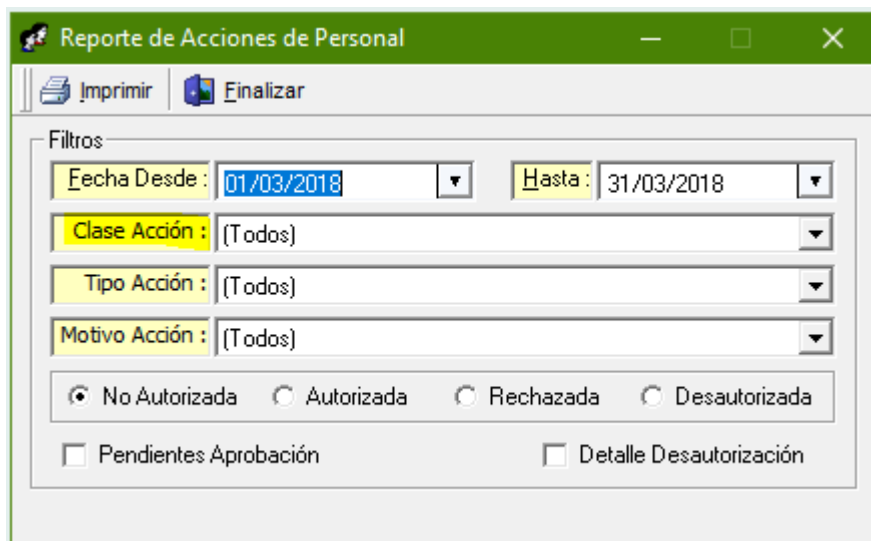 Reporte de Acciones de Personal
Imprimir Finalizar
Filtros
Fecha Desde : 01/03/2018 Hasta : 31/03/2018
Clase Acción : (Todos)
Tipo Acción : (Todos)
Motivo Acción : (Todos)
No Autorizada Autorizada Rechazada Desautorizada
Pendientes Aprobación Detalle Desautorización